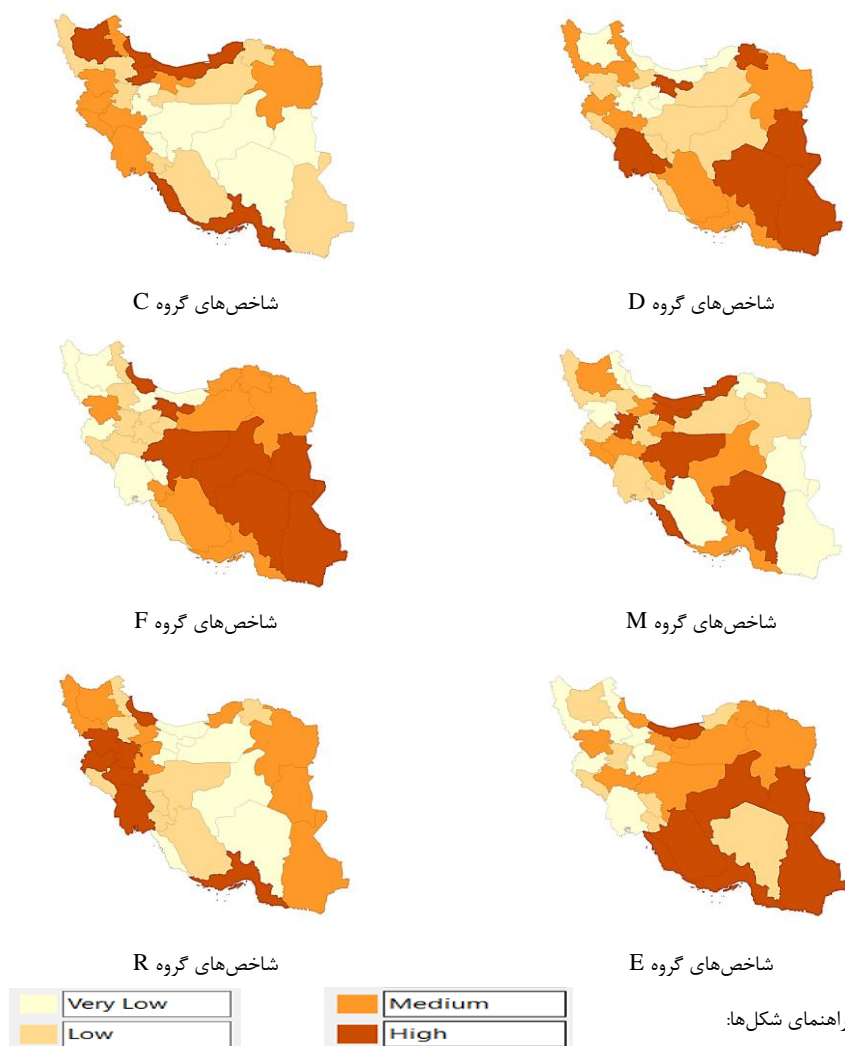 شاخص‌های گروه D
شاخص‌های گروه C
شاخص‌های گروه M
شاخص‌های گروه F
شاخص‌های گروه E
شاخص‌های گروه R
راهنمای شکل‌ها:
Very Low
Medium
Low
High